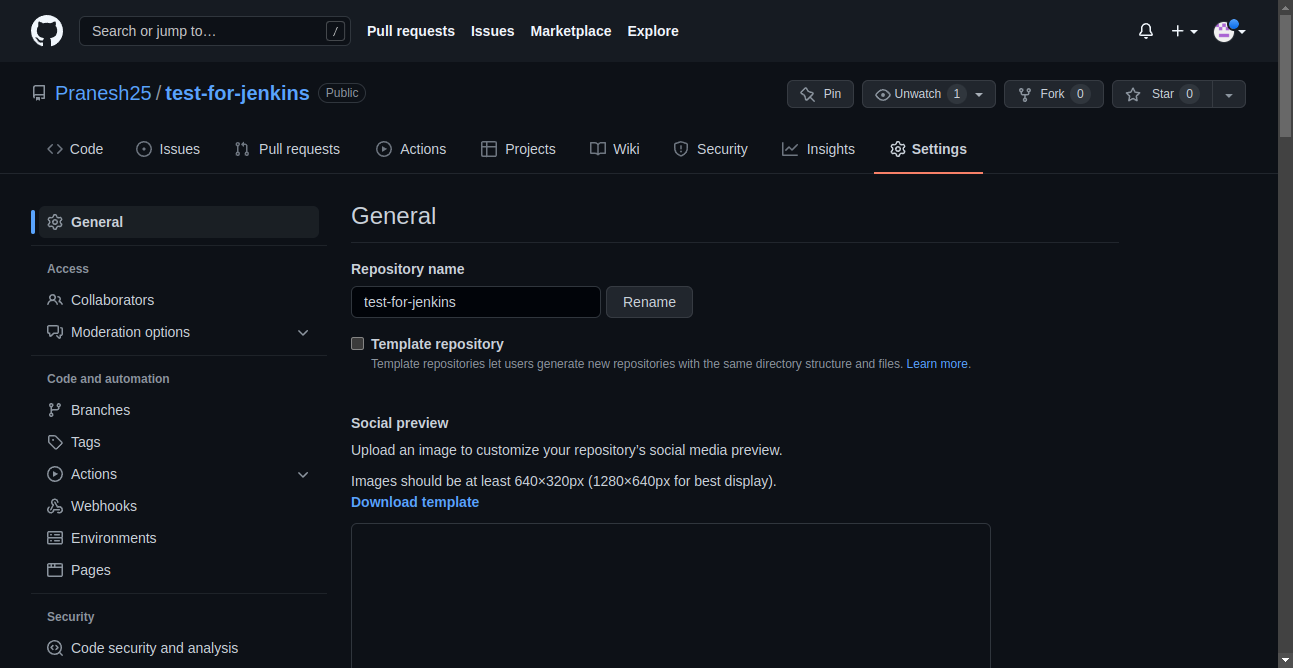 Search or jump to… /
Pull requests Issues Marketplace Explore
Pranesh25 / test-for-jenkins Public
Pin Unwatch 1 Fork 0 Star 0
Code Issues Pull requests Actions Projects Wiki Security Insights Settings
General
Access
Collaborators
Moderation options
Code and automation
Branches
Tags
Actions
Webhooks
Environments
Pages
Security
Code security and analysis
General
Repository name
test-for-jenkins Rename
Template repository
Template repositories let users generate new repositories with the same directory structure and files. Learn more.
Social preview
Upload an image to customize your repository's social media preview.
Images should be at least 640×320px (1280×640px for best display).
Download template